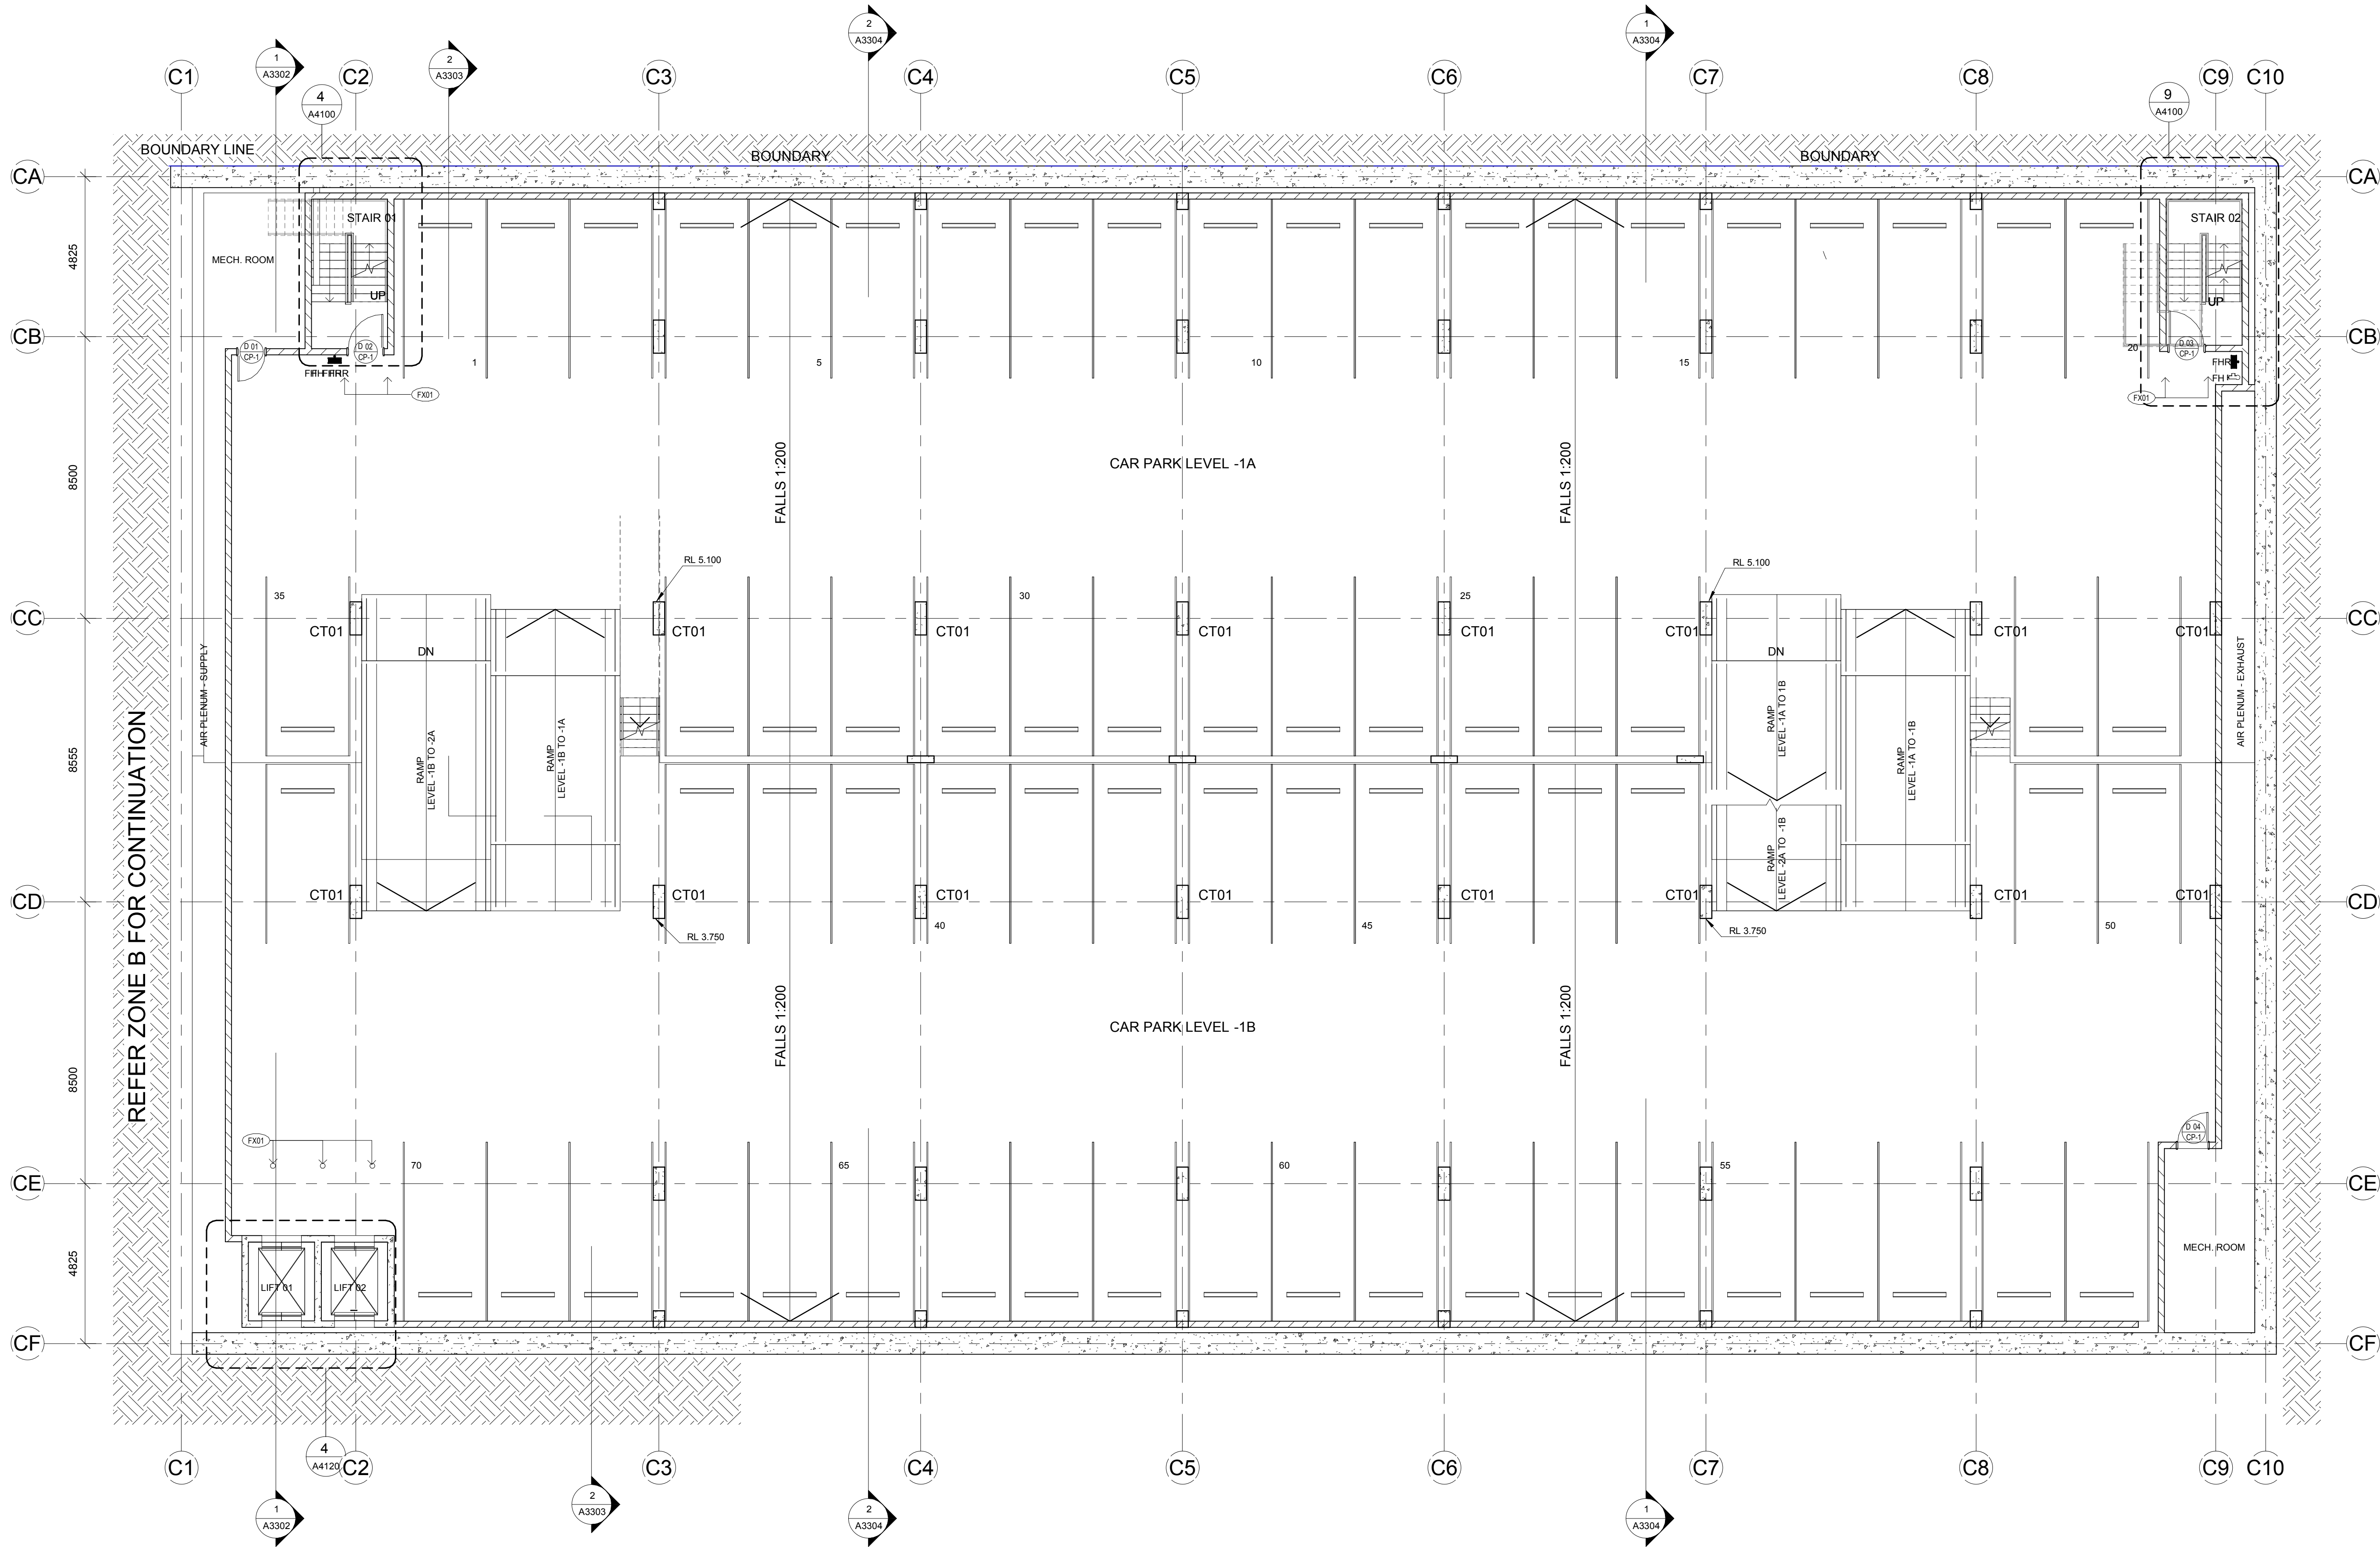 2
A3304
1
A3304
1
A3302
2
A3303
C1
C2
C3
C4
C5
C6
C7
C8
C9
C10
4
A4100
9
A4100
BOUNDARY LINE
BOUNDARY
BOUNDARY
CA
CA
STAIR 01
STAIR 02
4825
MECH. ROOM
UP
UP
CB
CB
D 01
CP-1
D 02
CP-1
D 03
CP-1
1
5
10
15
20
FHR
FHR
FH
FX01
FX01
CAR PARK LEVEL -1A
8500
FALLS 1:200
FALLS 1:200
RL 5.100
RL 5.100
35
30
25
CC
CC
CT01
CT01
CT01
CT01
CT01
CT01
CT01
CT01
DN
DN
AIR PLENUM - SUPPLY
AIR PLENUM - EXHAUST
8555
RAMP
LEVEL -1B TO -2A
RAMP
LEVEL -1B TO -1A
RAMP
LEVEL -1A TO 1B
RAMP
LEVEL -1A TO -1B
RAMP
LEVEL -2A TO -1B
REFER ZONE B FOR CONTINUATION
CD
CD
CT01
CT01
CT01
CT01
CT01
CT01
CT01
CT01
40
45
50
RL 3.750
RL 3.750
FALLS 1:200
FALLS 1:200
CAR PARK LEVEL -1B
8500
FX01
D 04
CP-1
70
65
60
55
CE
CE
MECH. ROOM
4825
LIFT 01
LIFT 02
CF
CF
4
A4120
C1
C2
C3
C4
C5
C6
C7
C8
C9
C10
1
A3302
2
A3303
2
A3304
1
A3304